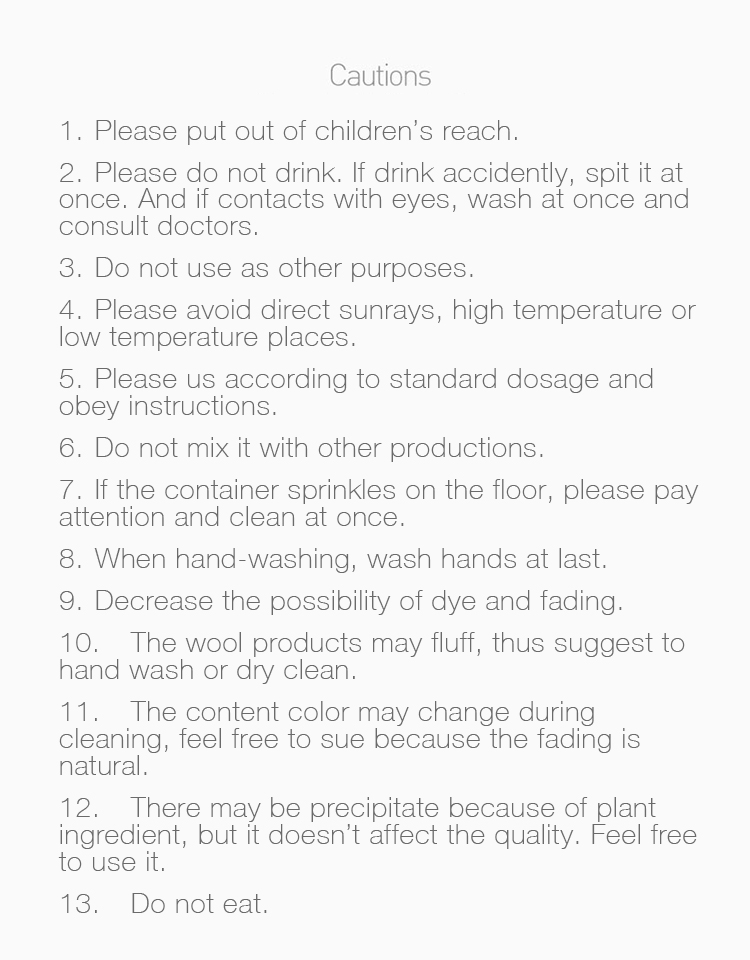 Cautions
1. Please put out of children's reach.
2. Please do not drink. If drink accidently, spit it at
once. And if contacts with eyes, wash at once and
consult doctors.
3. Do not use as other purposes.
4. Please avoid direct sunrays, high temperature or
low temperature places.
5. Please us according to standard dosage and
obey instructions.
6. Do not mix it with other productions.
7. If the container sprinkles on the floor, please pay
attention and clean at once.
8. When hand-washing, wash hands at last.
9. Decrease the possibility of dye and fading.
10. The wool products may fluff, thus suggest to
hand wash or dry clean.
11. The content color may change during
cleaning, feel free to sue because the fading is
natural.
12. There may be precipitate because of plant
ingredient, but it doesn't affect the quality. Feel free
to use it.
13. Do not eat.